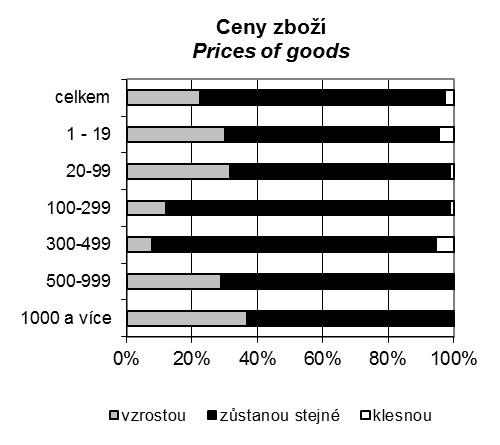 Ceny zboží
Prices of goods
celkem
1 - 19
20-99
100-299
300-499
500-999
1000 a více
0% 20% 40% 60% 80% 100%
vzrostou zůstanou stejné klesnou